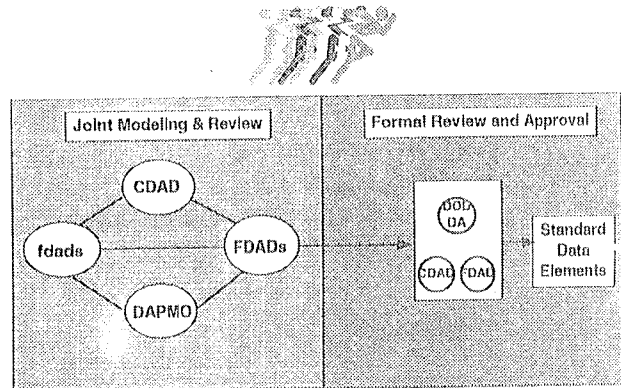 Joint Modeling & Review
Formal Review and Approval
CDAD
fdads
FDADs
DAPMO
DOD
DA
CDAD
FDAD
Standard
Data
Elements